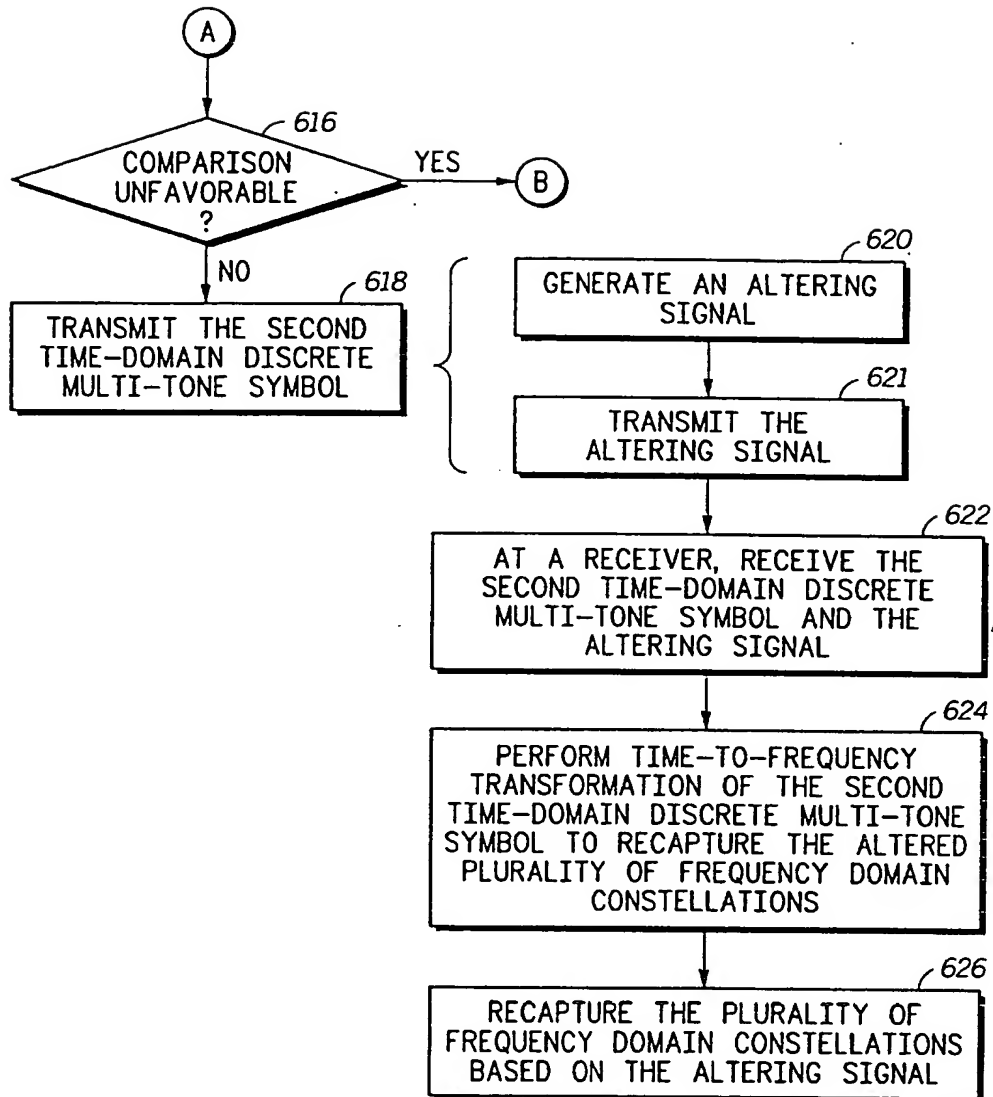 A
616
COMPARISON
UNFAVORABLE
?
YES
B
NO
618
TRANSMIT THE SECOND
TIME-DOMAIN DISCRETE
MULTI-TONE SYMBOL
620
GENERATE AN ALTERING
SIGNAL
621
TRANSMIT THE
ALTERING SIGNAL
622
AT A RECEIVER, RECEIVE THE
SECOND TIME-DOMAIN DISCRETE
MULTI-TONE SYMBOL AND THE
ALTERING SIGNAL
624
PERFORM TIME-TO-FREQUENCY
TRANSFORMATION OF THE SECOND
TIME-DOMAIN DISCRETE MULTI-TONE
SYMBOL TO RECAPTURE THE ALTERED
PLURALITY OF FREQUENCY DOMAIN
CONSTELLATIONS
626
RECAPTURE THE PLURALITY OF
FREQUENCY DOMAIN CONSTELLATIONS
BASED ON THE ALTERING SIGNAL